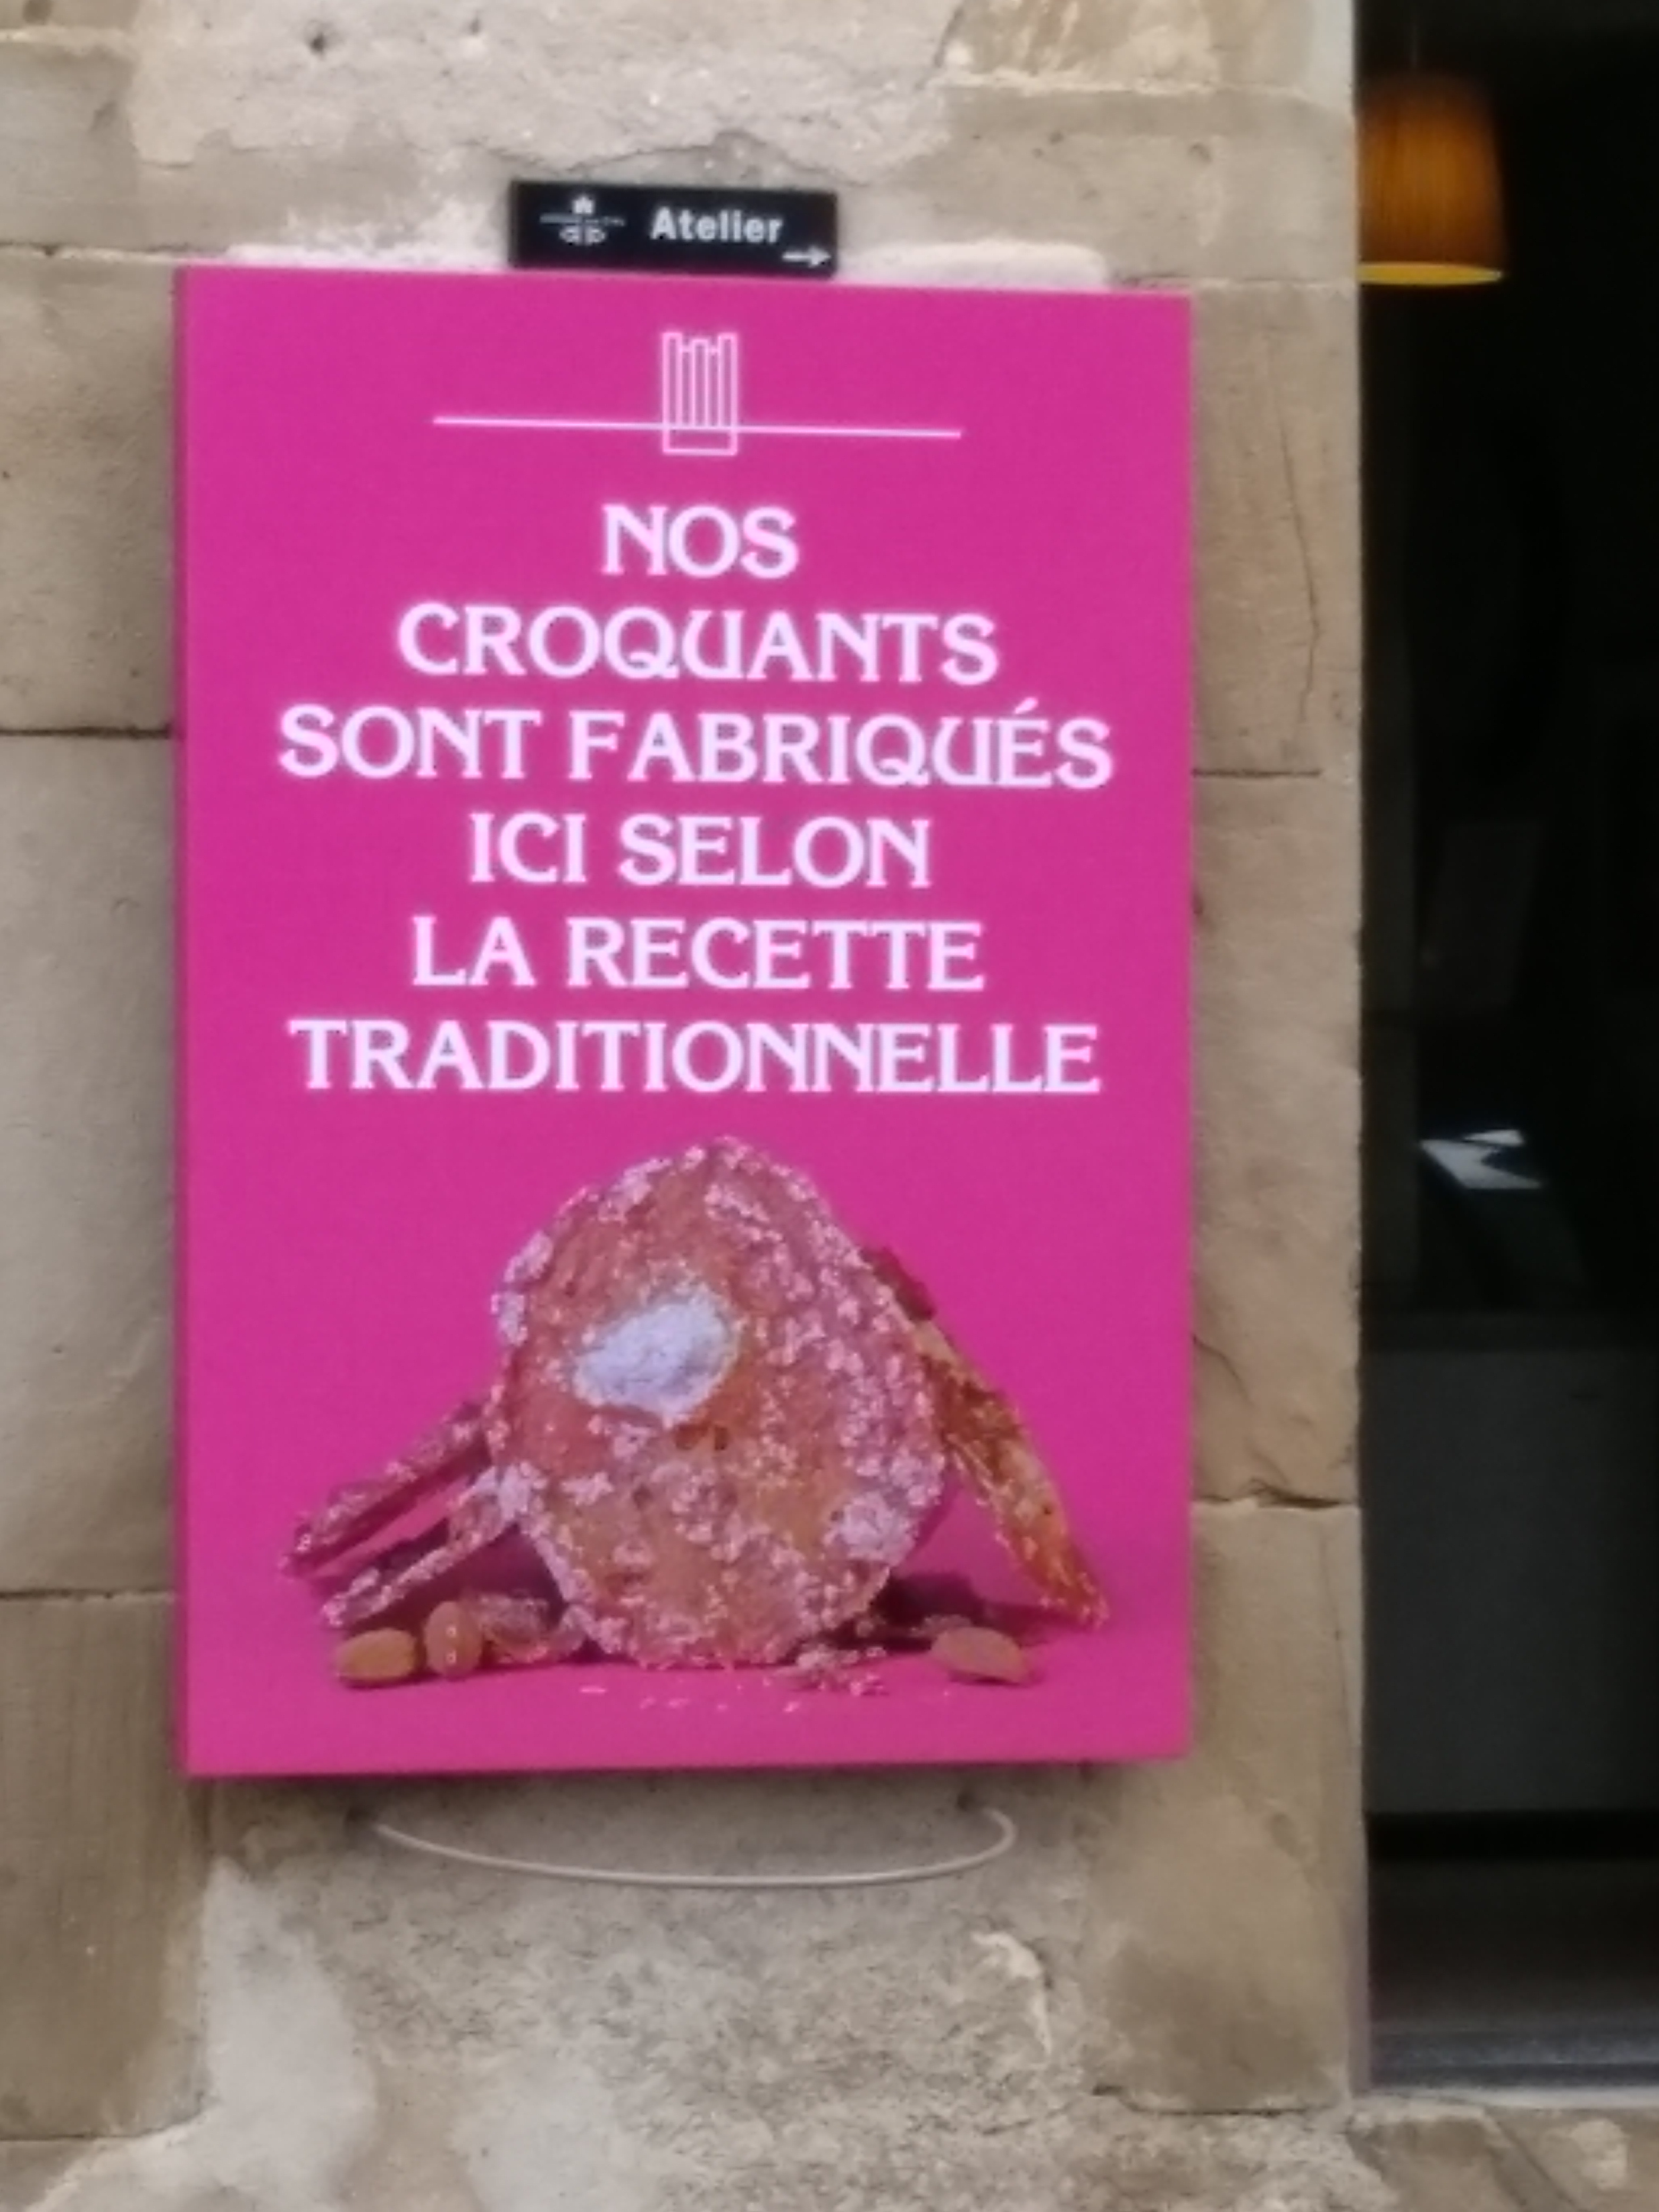 Atelier
NOS
CROQUANTS
SONT FABRIQUÉS
ICI SELON
LA RECETTE
TRADITIONNELLE